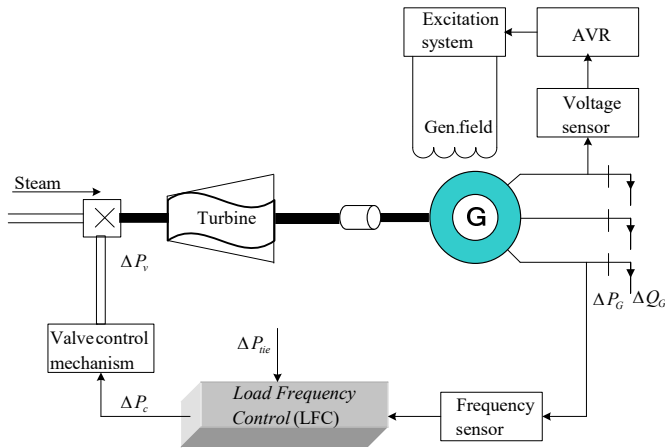 Excitation
system
AVR
Gen.field
Voltage
sensor
Steam
Turbine
G
ΔP_v
ΔP_G
ΔQ_G
Valve control
mechanism
ΔP_tie
Load Frequency
Control (LFC)
ΔP_c
Frequency
sensor